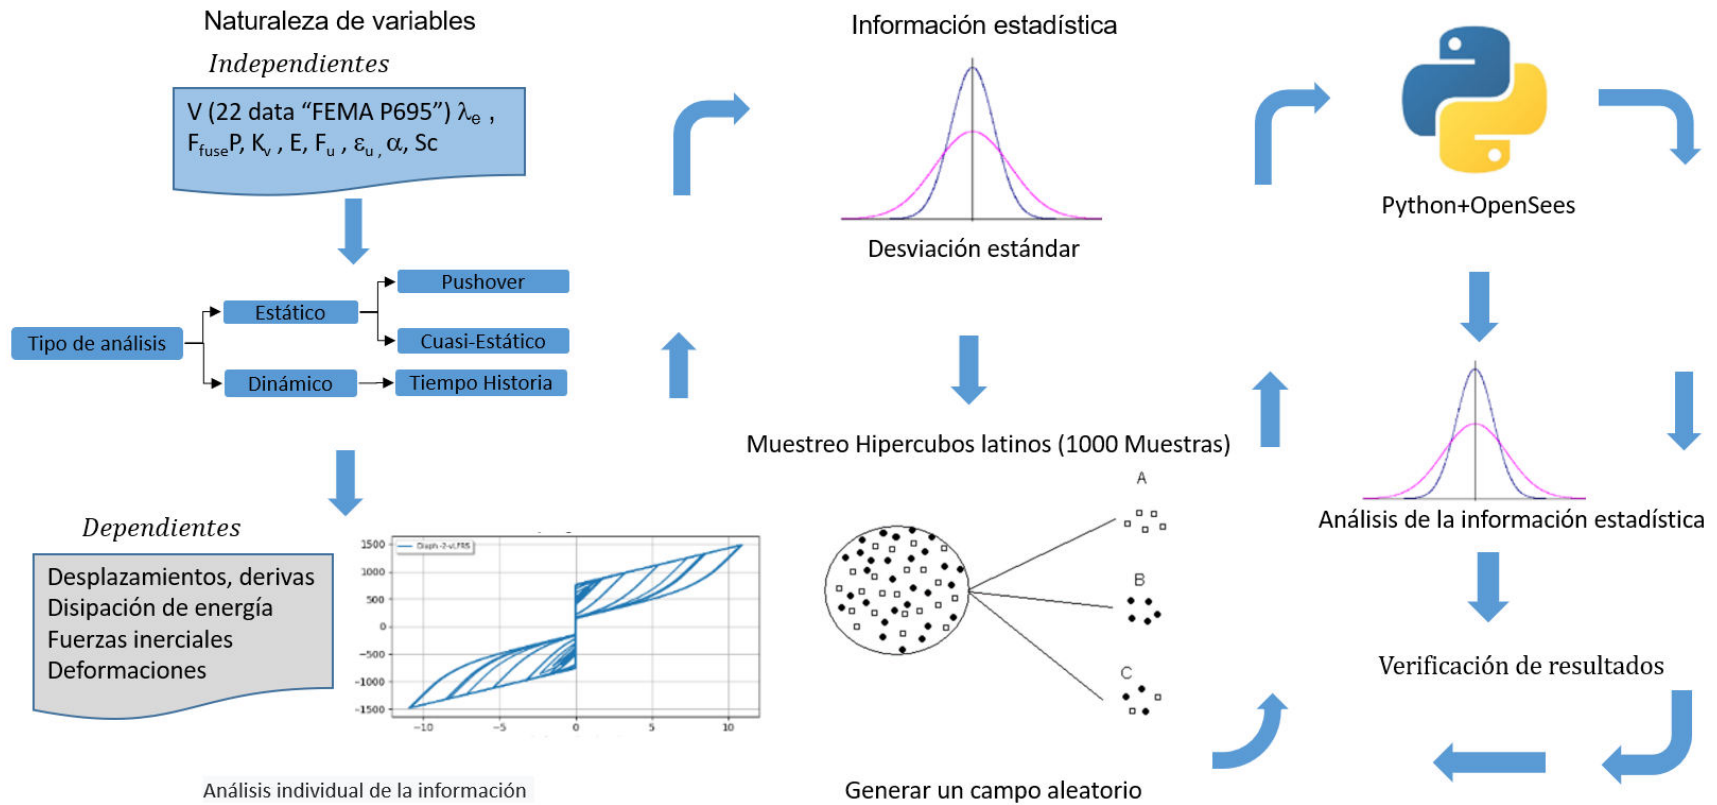 Naturaleza de variables
Independientes
V (22 data “FEMA P695”) λe ,
FfuseP, Kv , E, Fu , εu , α, Sc
Tipo de análisis
Estático
Dinámico
Pushover
Cuasi-Estático
Tiempo Historia
Dependientes
Desplazamientos, derivas
Disipación de energía
Fuerzas inerciales
Deformaciones
1500
1000
500
0
−500
−1000
−1500
−10
−5
0
5
10
Análisis individual de la información
Información estadística
Desviación estándar
Muestreo Hipercubos latinos (1000 Muestras)
A
B
C
Generar un campo aleatorio
Python+OpenSees
Análisis de la información estadística
Verificación de resultados